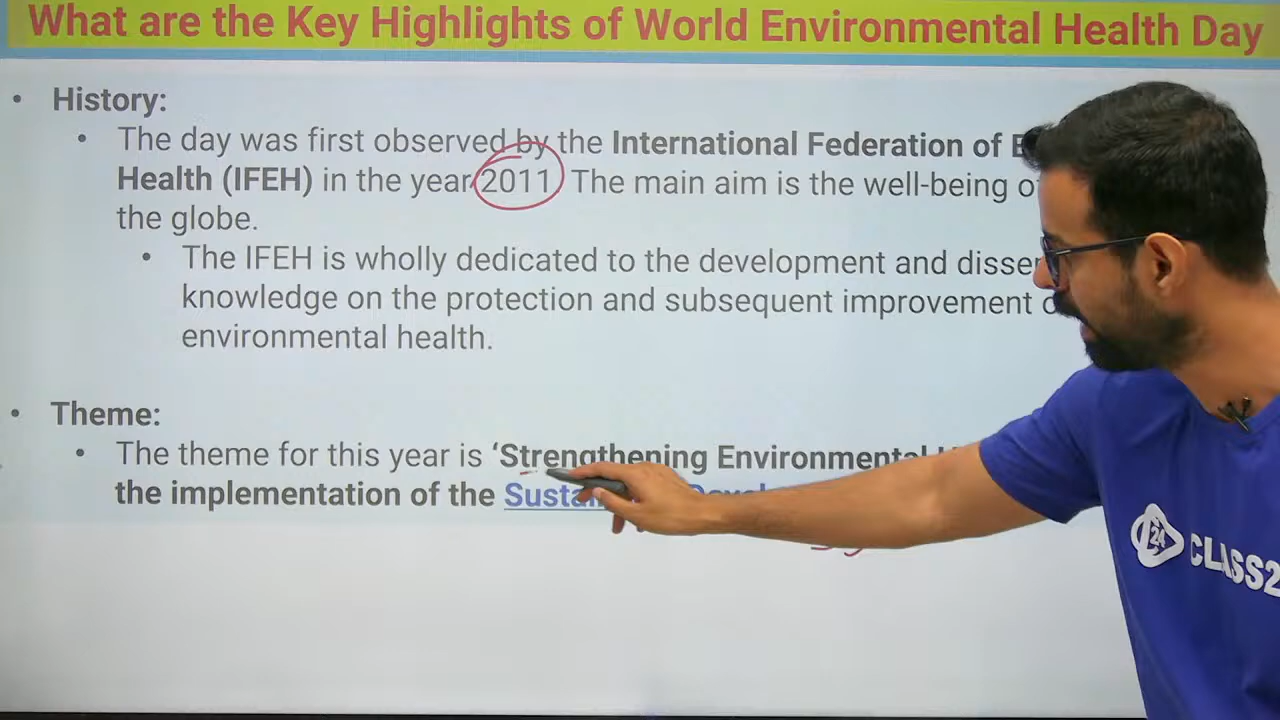 What are the Key Highlights of World Environmental Health Day
• History:
• The day was first observed by the International Federation of
Health (IFEH) in the year 2011 The main aim is the well-being
the globe.
• The IFEH is wholly dedicated to the development and
knowledge on the protection and subsequent improvement
environmental health.
• Theme:
• The theme for this year is ‘Strengthening Environmental
the implementation of the
24